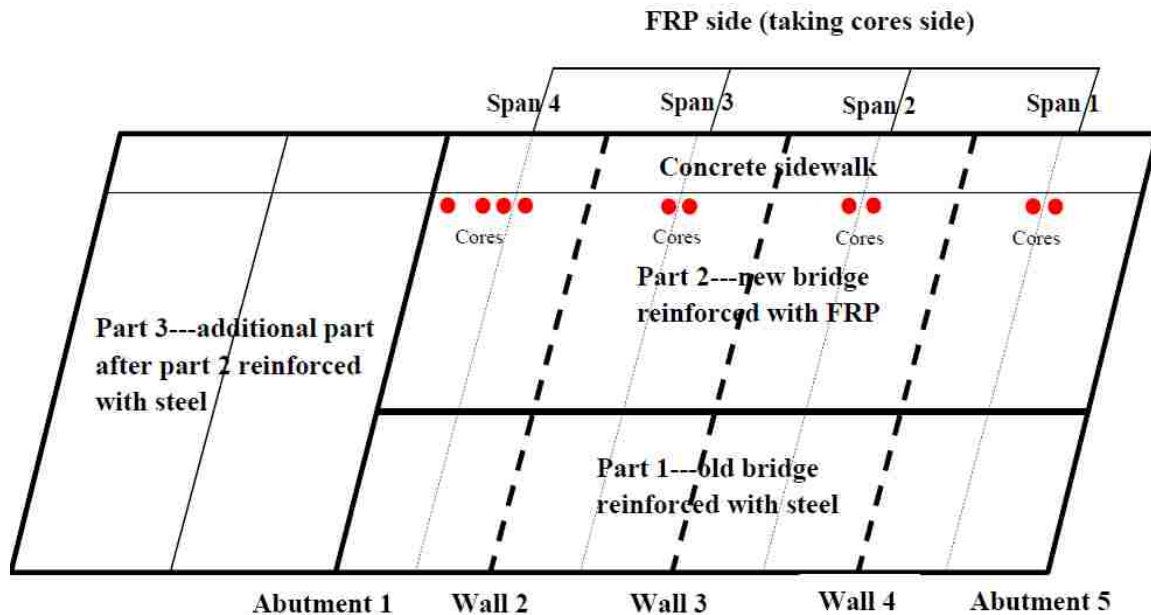 FRP side (taking cores side)
Span 4
Span 3
Span 2
Span 1
Concrete sidewalk
Cores
Cores
Cores
Cores
Part 2---new bridge
reinforced with FRP
Part 3---additional part
after part 2 reinforced
with steel
Part 1---old bridge
reinforced with steel
Abutment 1
Wall 2
Wall 3
Wall 4
Abutment 5